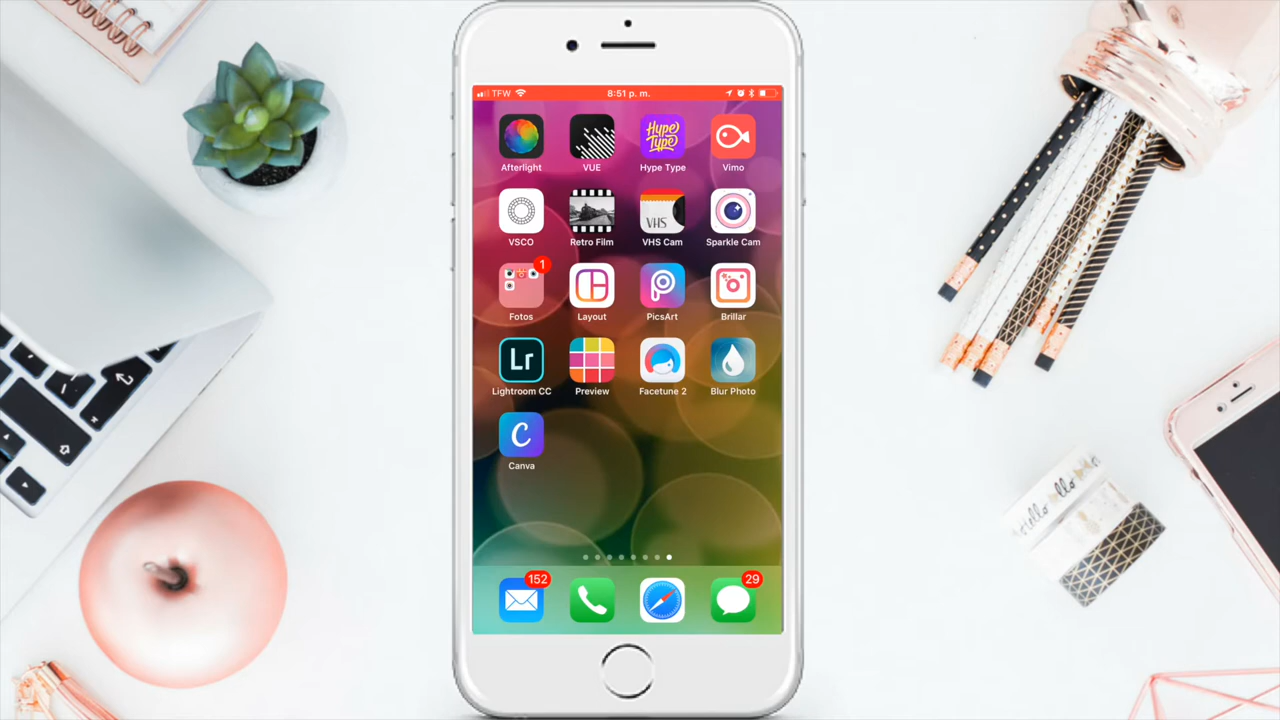 TFW 8:51 p. m.
Hype Type
VHS
Afterlight VUE Hype Type Vimo
VSCO Retro Film VHS Cam Sparkle Cam
1
Fotos Layout PicsArt Brillar
Lr
Lightroom CC Preview Facetune 2 Blur Photo
C
Canva
152 29
Hello